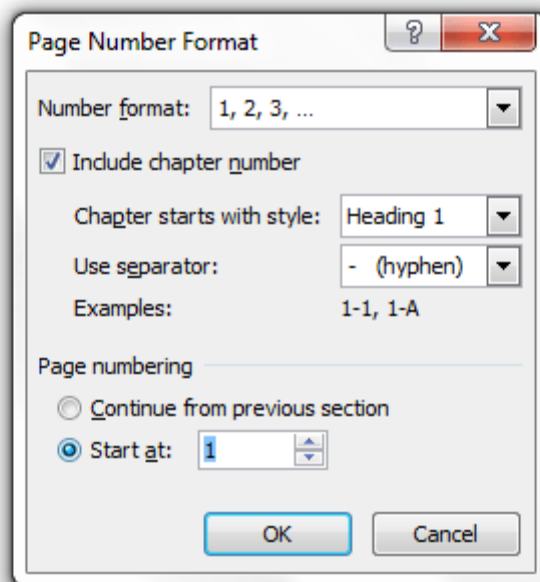 Page Number Format
Number format: 1, 2, 3, ...
Include chapter number
Chapter starts with style: Heading 1
Use separator: - (hyphen)
Examples: 1-1, 1-A
Page numbering
Continue from previous section
Start at: 1
OK Cancel